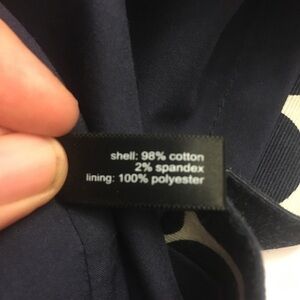 shell: 98% cotton
2% spandex
lining: 100% polyester